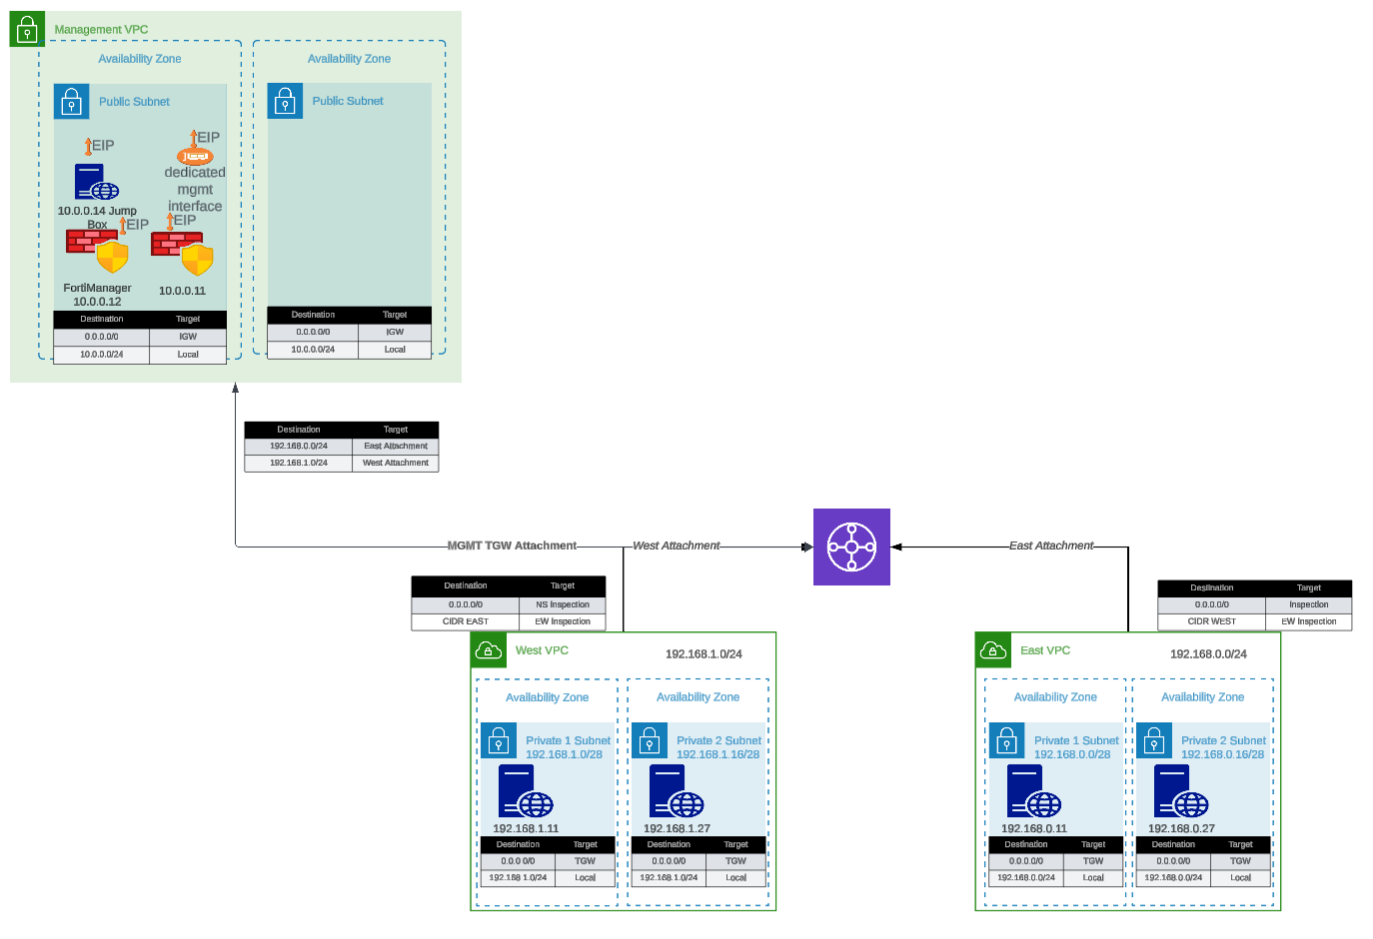 Management VPC
Availability Zone
Public Subnet
EIP
EIP
dedicated
mgmt
interface
10.0.0.14 Jump
Box
EIP
EIP
FortiManager
10.0.0.12
10.0.0.11
Destination Target
0.0.0.0/0 IGW
10.0.0.0/24 Local
Availability Zone
Public Subnet
Destination Target
0.0.0.0/0 IGW
10.0.0.0/24 Local
Destination Target
192.168.0.0/24 East Attachment
192.168.1.0/24 West Attachment
MGMT TGW Attachment
West Attachment
East Attachment
Destination Target
0.0.0.0/0 NS Inspection
CIDR EAST EW Inspection
Destination Target
0.0.0.0/0 Inspection
CIDR WEST EW Inspection
West VPC
192.168.1.0/24
Availability Zone
Private 1 Subnet
192.168.1.0/28
192.168.1.11
Destination Target
0.0.0.0/0 TGW
192.168.1.0/24 Local
Availability Zone
Private 2 Subnet
192.168.1.16/28
192.168.1.27
Destination Target
0.0.0.0/0 TGW
192.168.1.0/24 Local
East VPC
192.168.0.0/24
Availability Zone
Private 1 Subnet
192.168.0.0/28
192.168.0.11
Destination Target
0.0.0.0/0 TGW
192.168.0.0/24 Local
Availability Zone
Private 2 Subnet
192.168.0.16/28
192.168.0.27
Destination Target
0.0.0.0/0 TGW
192.168.0.0/24 Local